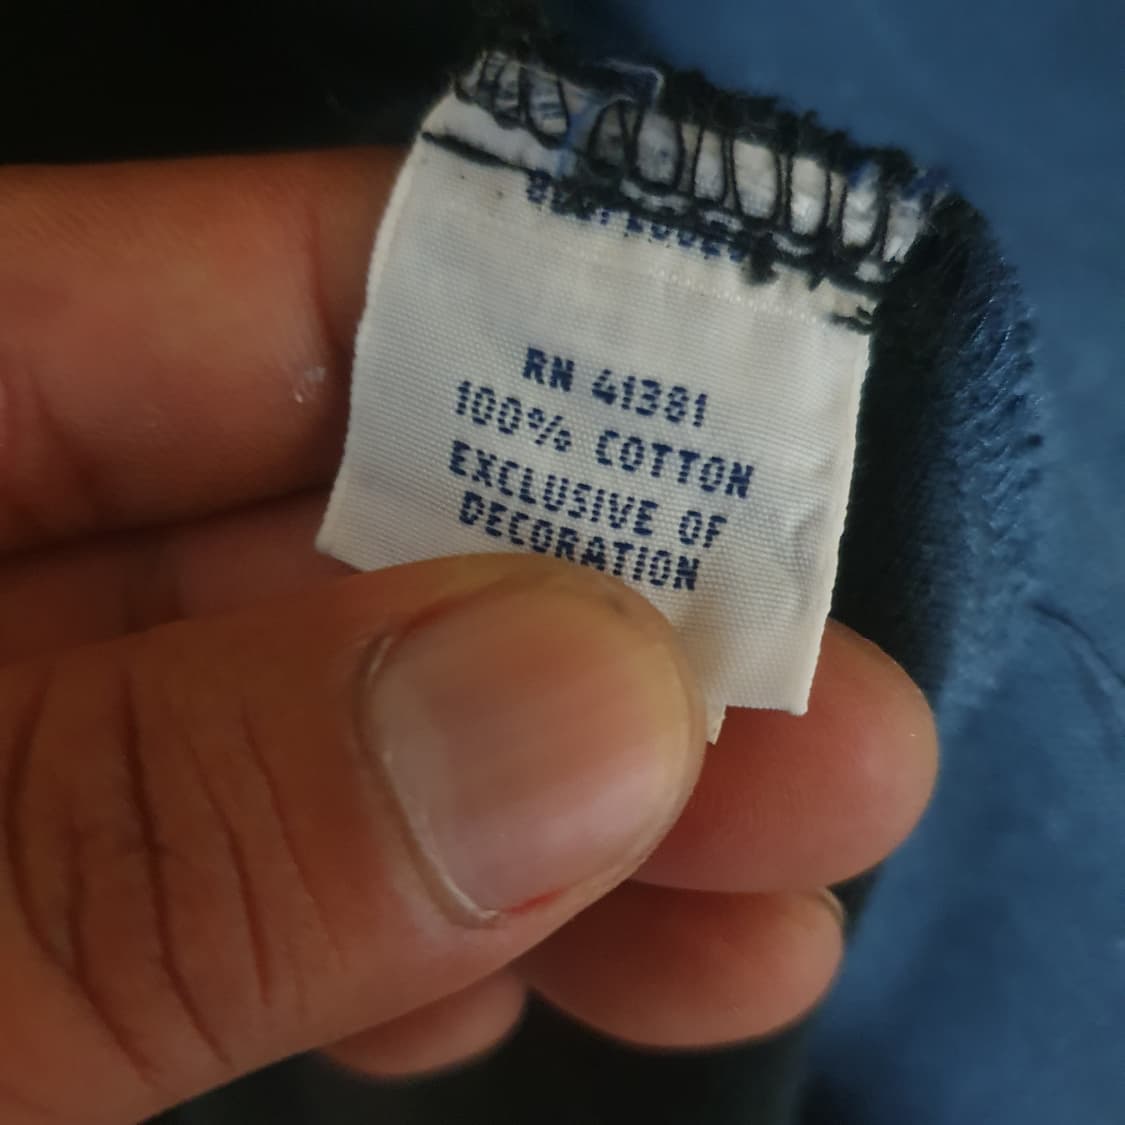 RN 41381
100% COTTON
EXCLUSIVE OF
DECORATION